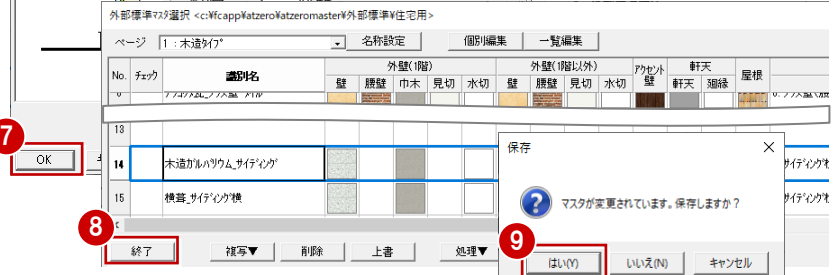 外部標準ﾏｽﾀ選択 <c:¥fcapp¥atzero¥atzeromaster¥外部標準¥住宅用>
ページ 1：木造ﾀｲﾌﾟ 名称設定 個別編集 一覧編集
外壁(1階) 外壁(1階以外) 軒天
No. ﾁｪｯｸ 識別名 壁 腰壁 巾木 見切 水切 壁 腰壁 見切 水切 ｱｸｾﾝﾄ壁 軒天 廻縁 屋根
13
7
OK
14 木造ｶﾞﾙﾊﾞﾘｳﾑ_ｻｲﾃﾞｨﾝｸﾞ
15 横葺_ｻｲﾃﾞｨﾝｸﾞ横
保存
マスタが変更されています。保存しますか？
8
終了 複写▼ 削除 上書 処理▼
9
はい(Y) いいえ(N) キャンセル